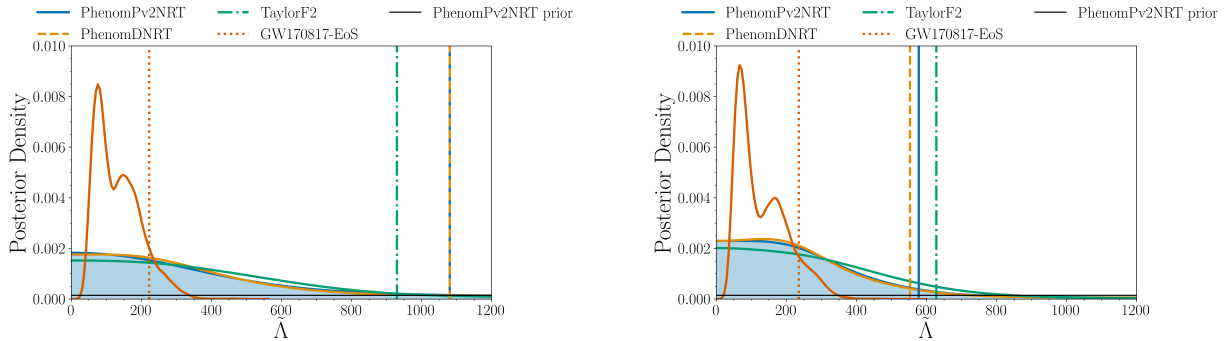 PhenomPv2NRT TaylorF2 PhenomPv2NRT prior
PhenomDNRT GW170817-EoS
0.010
0.008
0.006
0.004
0.002
0.000
Posterior Density
0 200 400 600 800 1000 1200
Λ̃
PhenomPv2NRT TaylorF2 PhenomPv2NRT prior
PhenomDNRT GW170817-EoS
0.010
0.008
0.006
0.004
0.002
0.000
Posterior Density
0 200 400 600 800 1000 1200
Λ̃